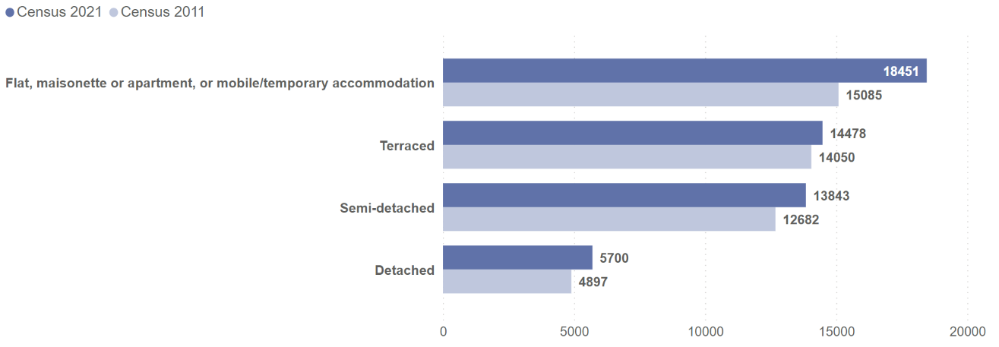 Census 2021 Census 2011
Flat, maisonette or apartment, or mobile/temporary accommodation
18451
15085
Terraced
14478
14050
Semi-detached
13843
12682
Detached
5700
4897
0 5000 10000 15000 20000